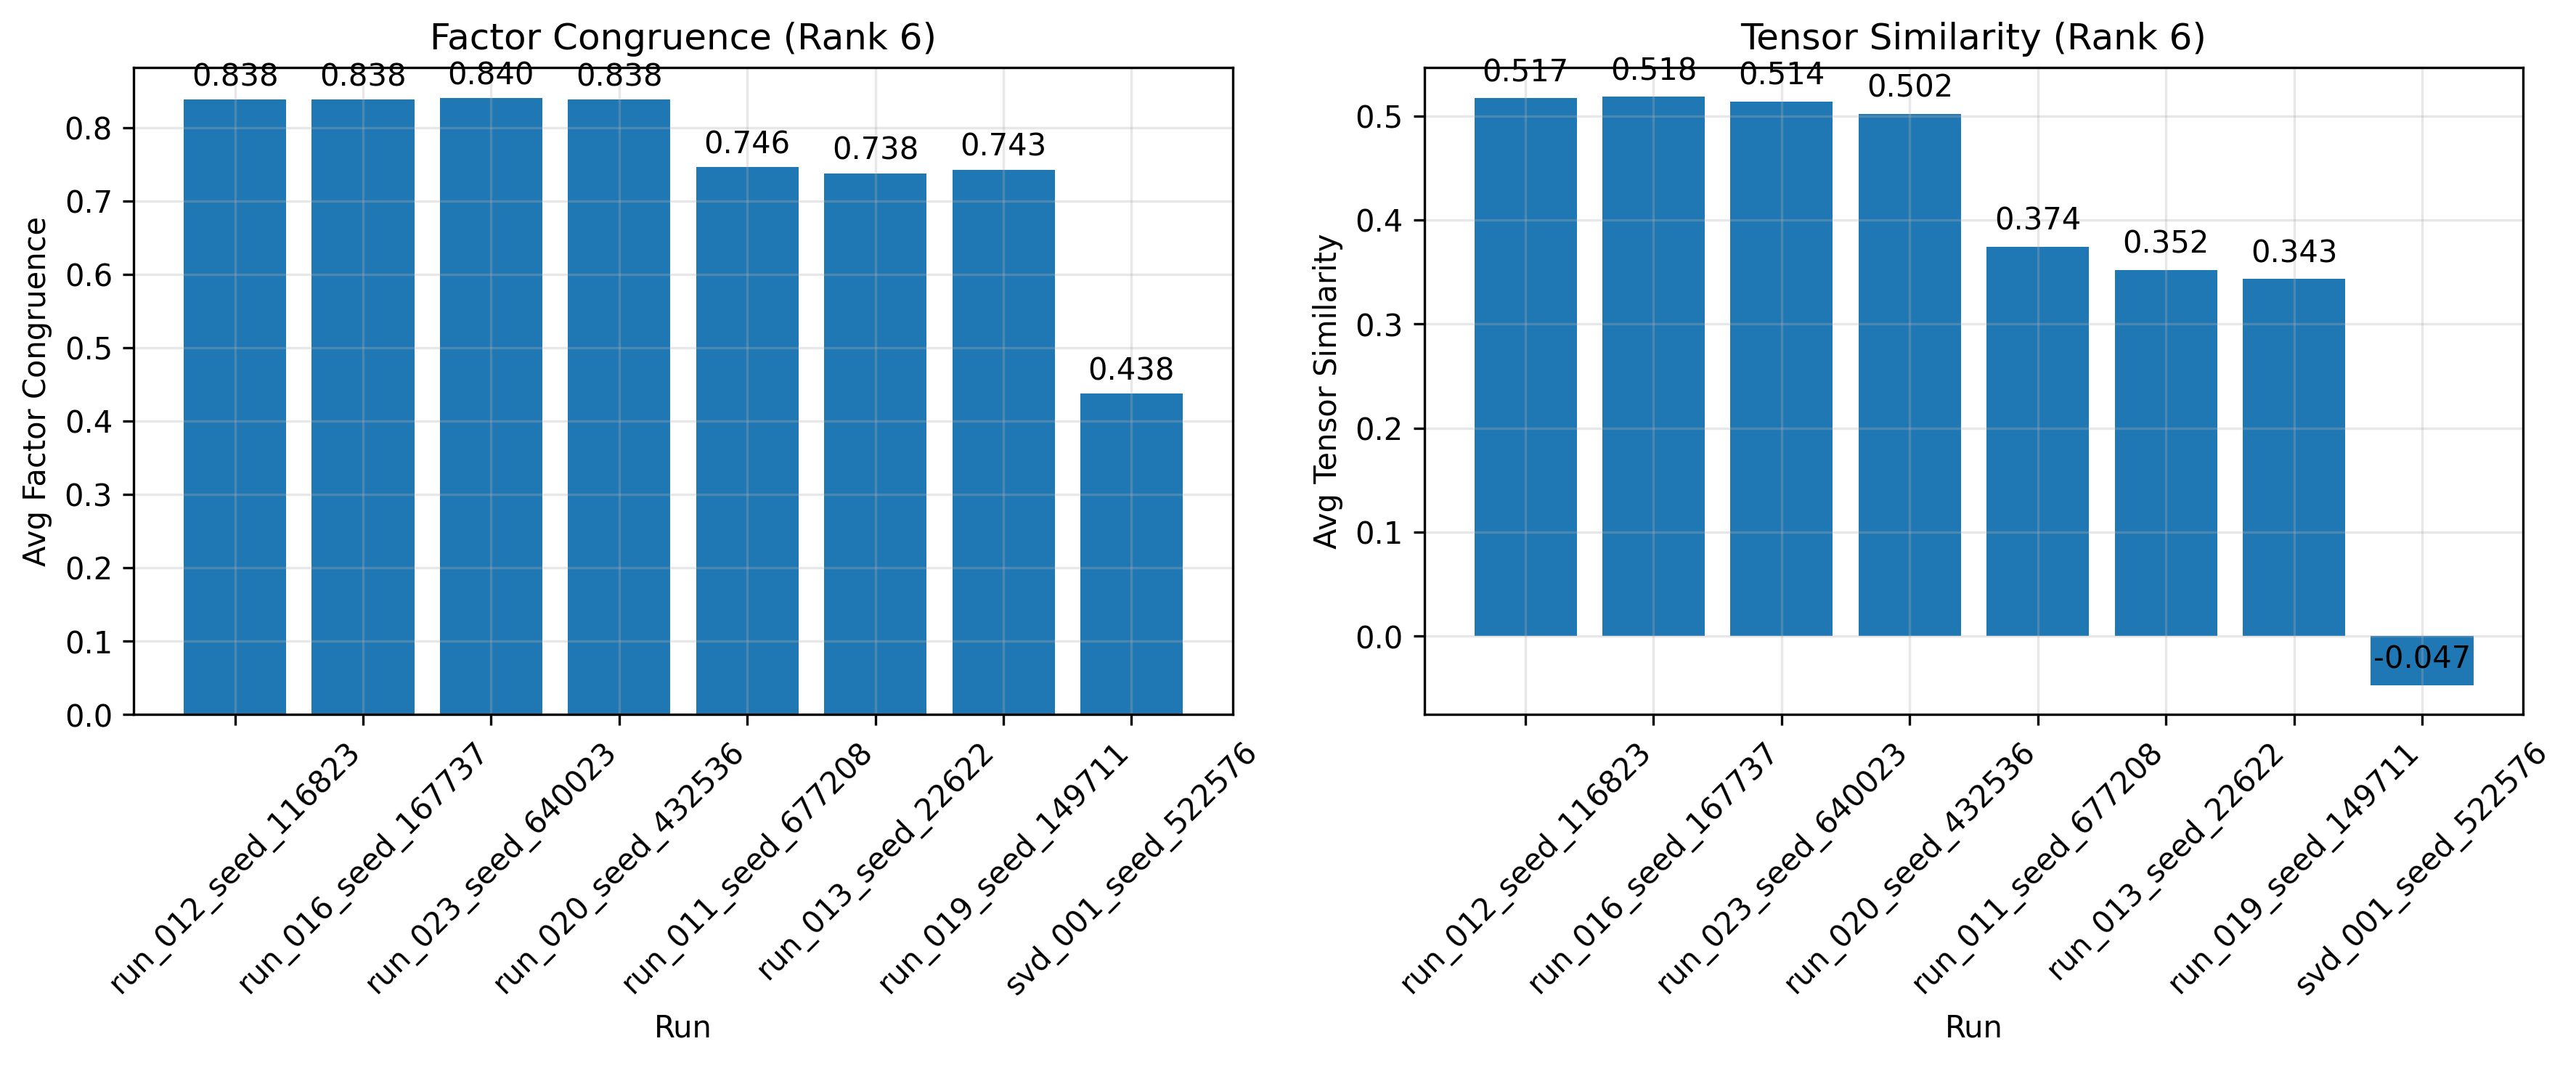 Factor Congruence (Rank 6)
0.838
0.838
0.840
0.838
0.746
0.738
0.743
0.438
0.8
0.7
0.6
0.5
0.4
0.3
0.2
0.1
0.0
Avg Factor Congruence
run_012_seed_116823
run_016_seed_167737
run_023_seed_640023
run_020_seed_432536
run_011_seed_677208
run_013_seed_22622
run_019_seed_149711
svd_001_seed_522576
Run
Tensor Similarity (Rank 6)
0.517
0.518
0.514
0.502
0.374
0.352
0.343
-0.047
0.5
0.4
0.3
0.2
0.1
0.0
Avg Tensor Similarity
run_012_seed_116823
run_016_seed_167737
run_023_seed_640023
run_020_seed_432536
run_011_seed_677208
run_013_seed_22622
run_019_seed_149711
svd_001_seed_522576
Run